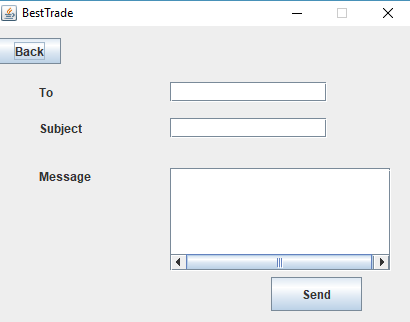 BestTrade
Back
To
Subject
Message
Send